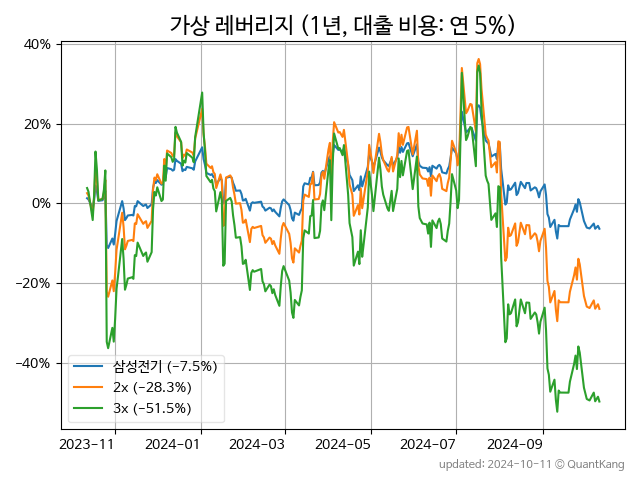 가상 레버리지 (1년, 대출 비용: 연 5%)
40%
20%
0%
−20%
−40%
삼성전기 (−7.5%)
2x (−28.3%)
3x (−51.5%)
2023−11 2024−01 2024−03 2024−05 2024−07 2024−09
updated: 2024-10-11 © QuantKang